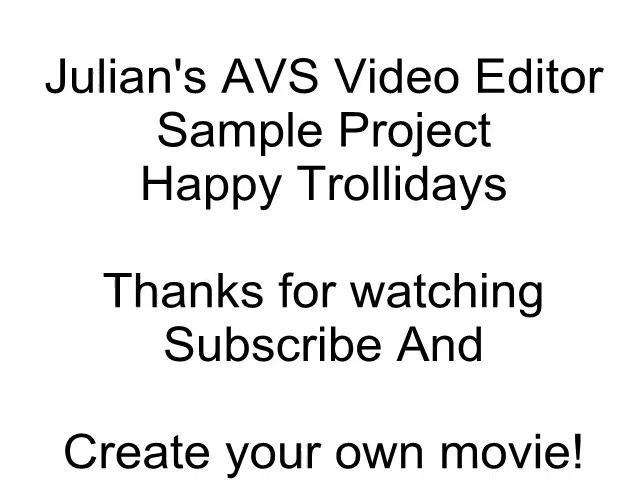 Julian's AVS Video Editor
Sample Project
Happy Trollidays
Thanks for watching
Subscribe And
Create your own movie!